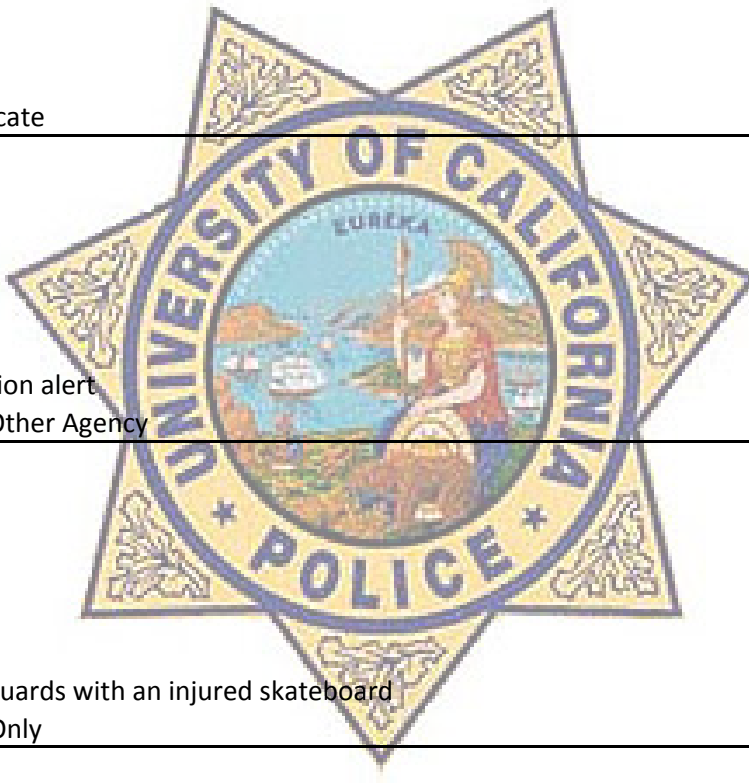 cate
UNIVERSITY OF CALIFORNIA
EUREKA
ion alert
Other Agency
POLICE
uards with an injured skateboard
Only